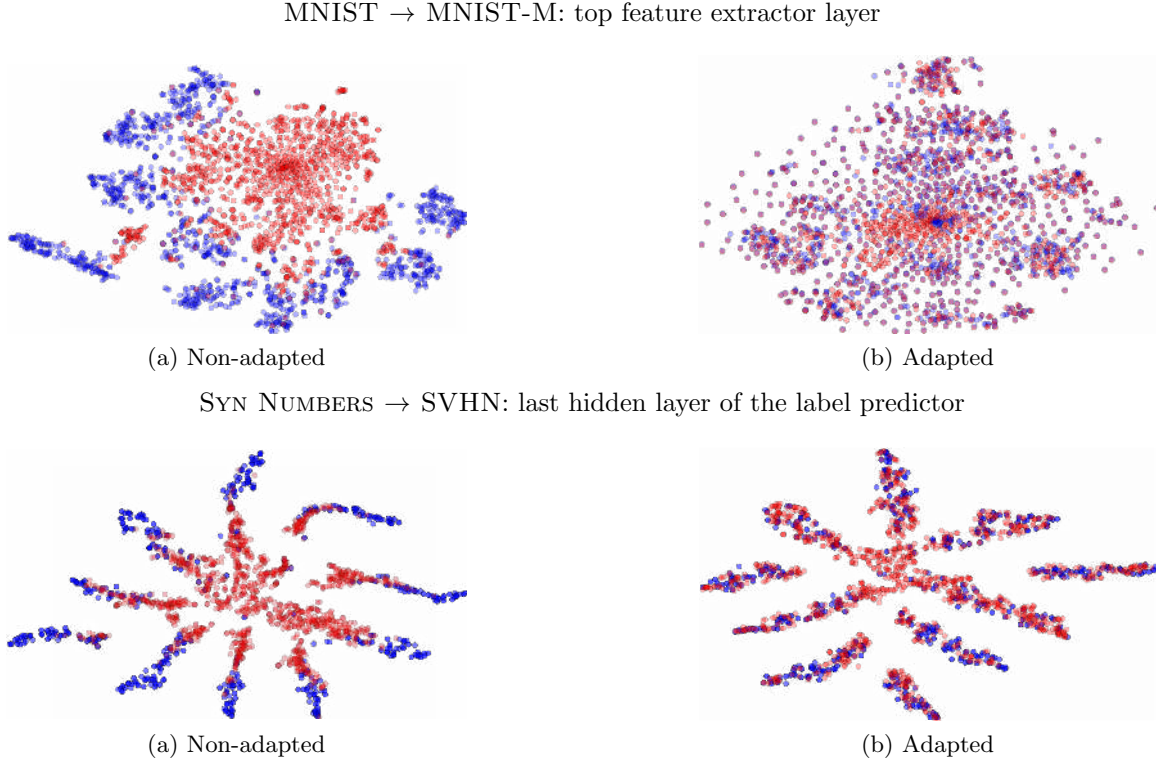 MNIST → MNIST-M: top feature extractor layer
(a) Non-adapted
(b) Adapted
SYN NUMBERS → SVHN: last hidden layer of the label predictor
(a) Non-adapted
(b) Adapted